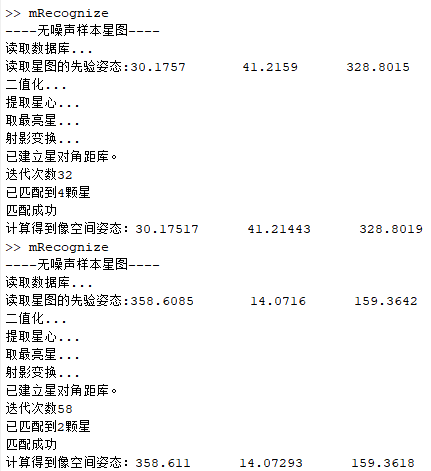 >> mRecognize
----无噪声样本星图----
读取数据库...
读取星图的先验姿态:30.1757 41.2159 328.8015
二值化...
提取星心...
取最亮星...
射影变换...
已建立星对角距库。
迭代次数32
已匹配到4颗星
匹配成功
计算得到像空间姿态: 30.17517 41.21443 328.8019
>> mRecognize
----无噪声样本星图----
读取数据库...
读取星图的先验姿态:358.6085 14.0716 159.3642
二值化...
提取星心...
取最亮星...
射影变换...
已建立星对角距库。
迭代次数58
已匹配到2颗星
匹配成功
计算得到像空间姿态: 358.611 14.07293 159.3618